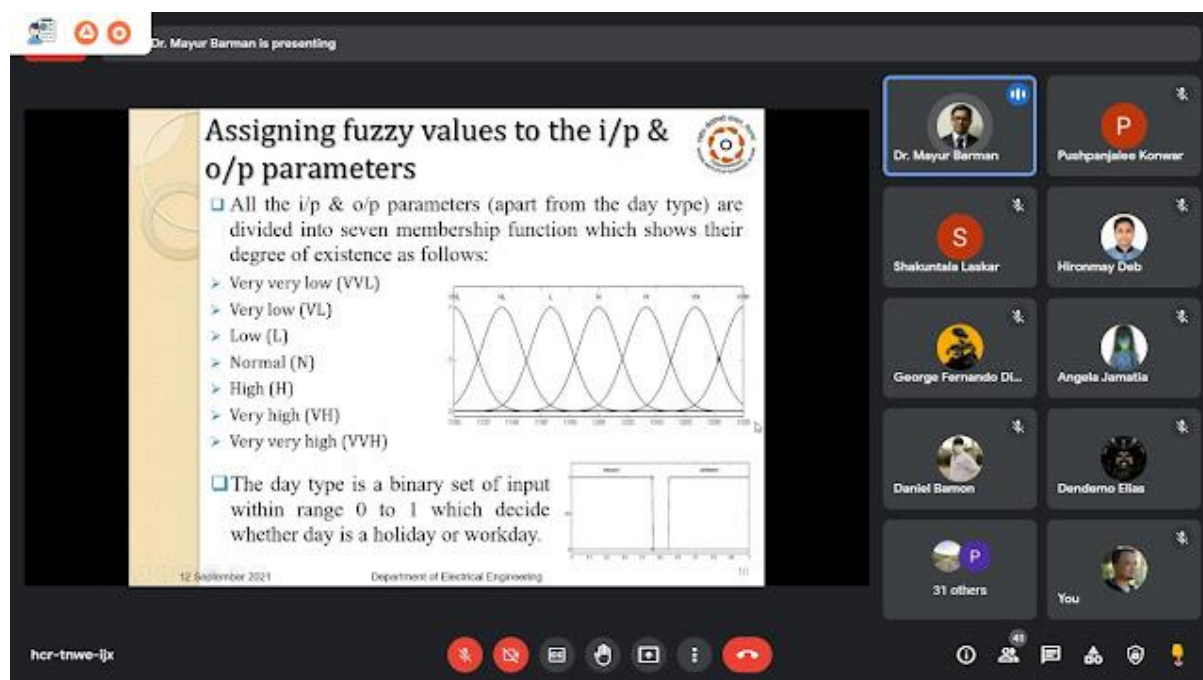 Dr. Mayur Barman is presenting
Assigning fuzzy values to the i/p &
o/p parameters
All the i/p & o/p parameters (apart from the day type) are
divided into seven membership function which shows their
degree of existence as follows:
Very very low (VVL)
Very low (VL)
Low (L)
Normal (N)
High (H)
Very high (VH)
Very very high (VVH)
The day type is a binary set of input
within range 0 to 1 which decide
whether day is a holiday or workday.
12 September 2021
Department of Electrical Engineering
10
Dr. Mayur Barman
P
Pushpanjalee Konwar
S
Shakuntala Laskar
Hironmay Deb
George Fernando Di...
Angela Jamatia
Daniel Bamon
Dendemo Elias
P
31 others
You
hcr-tnwe-ijx
41